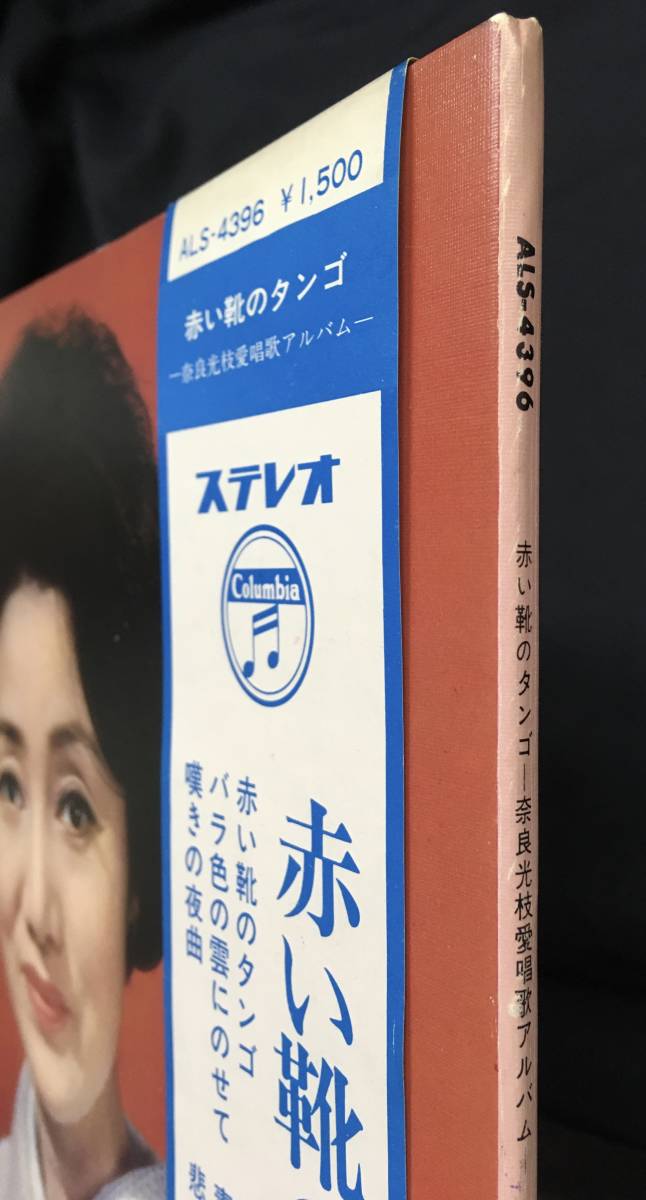 ALS-4396 ¥1,500
赤い靴のタンゴ
―奈良光枝愛唱歌アルバム―
ステレオ
Columbia
赤い靴
赤い靴のタンゴ
バラ色の雲にのせて
嘆きの夜曲
悲
ALS-4396
赤い靴のタンゴ―奈良光枝愛唱歌アルバム